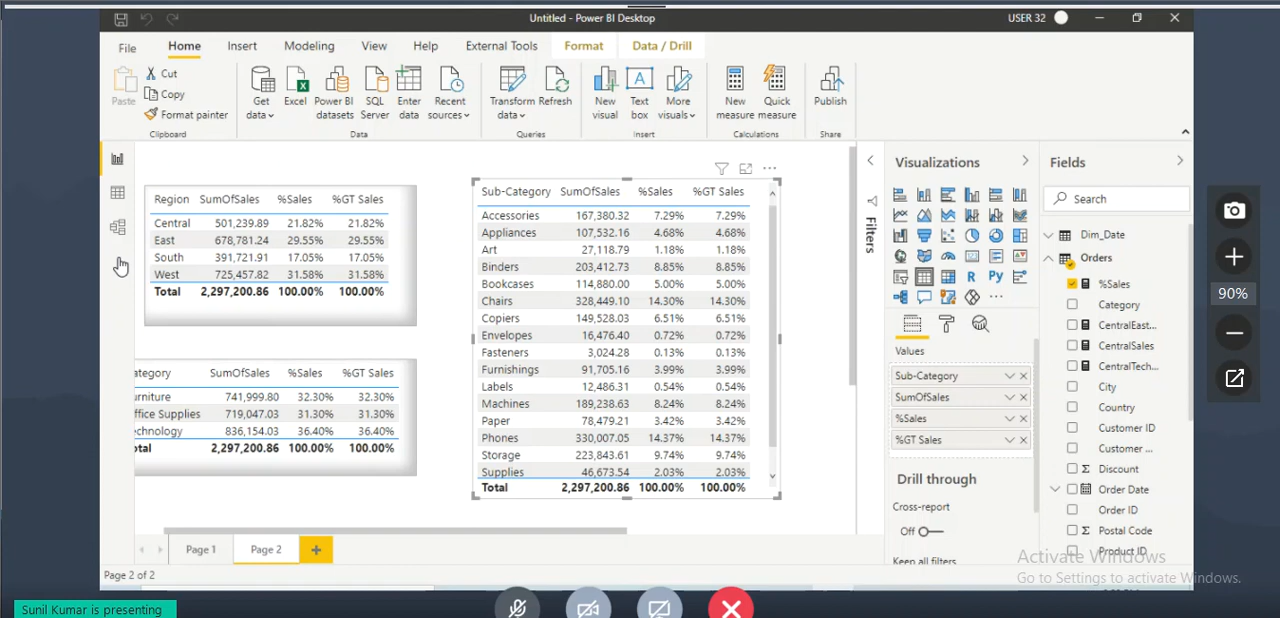 Untitled - Power BI Desktop
USER 32
File Home Insert Modeling View Help External Tools Format Data / Drill
Paste
Cut
Copy
Format painter
Clipboard
Get data
Excel
Power BI datasets
SQL Server
Enter data
Recent sources
Data
Transform data
Refresh
Queries
New visual
Text box
More visuals
Insert
New measure
Quick measure
Calculations
Publish
Share
Region SumOfSales %Sales %GT Sales
Central 501,239.89 21.82% 21.82%
East 678,781.24 29.55% 29.55%
South 391,721.91 17.05% 17.05%
West 725,457.82 31.58% 31.58%
Total 2,297,200.86 100.00% 100.00%
ategory SumOfSales %Sales %GT Sales
urniture 741,999.80 32.30% 32.30%
ffice Supplies 719,047.03 31.30% 31.30%
echnology 836,154.03 36.40% 36.40%
otal 2,297,200.86 100.00% 100.00%
Sub-Category SumOfSales %Sales %GT Sales
Accessories 167,380.32 7.29% 7.29%
Appliances 107,532.16 4.68% 4.68%
Art 27,118.79 1.18% 1.18%
Binders 203,412.73 8.85% 8.85%
Bookcases 114,880.00 5.00% 5.00%
Chairs 328,449.10 14.30% 14.30%
Copiers 149,528.03 6.51% 6.51%
Envelopes 16,476.40 0.72% 0.72%
Fasteners 3,024.28 0.13% 0.13%
Furnishings 91,705.16 3.99% 3.99%
Labels 12,486.31 0.54% 0.54%
Machines 189,238.63 8.24% 8.24%
Paper 78,479.21 3.42% 3.42%
Phones 330,007.05 14.37% 14.37%
Storage 223,843.61 9.74% 9.74%
Supplies 46,673.54 2.03% 2.03%
Total 2,297,200.86 100.00% 100.00%
Filters
Visualizations
R Py
Values
Sub-Category
SumOfSales
%Sales
%GT Sales
Drill through
Cross-report
Off
Keep all filters
Fields
Search
Dim_Date
Orders
%Sales
Category
CentralEast...
CentralSales
CentralTech...
City
Country
Customer ID
Customer ...
Discount
Order Date
Order ID
Postal Code
Product ID
90%
Page 1
Page 2
Page 2 of 2
Activate Windows
Go to Settings to activate Windows.
Sunil Kumar is presenting